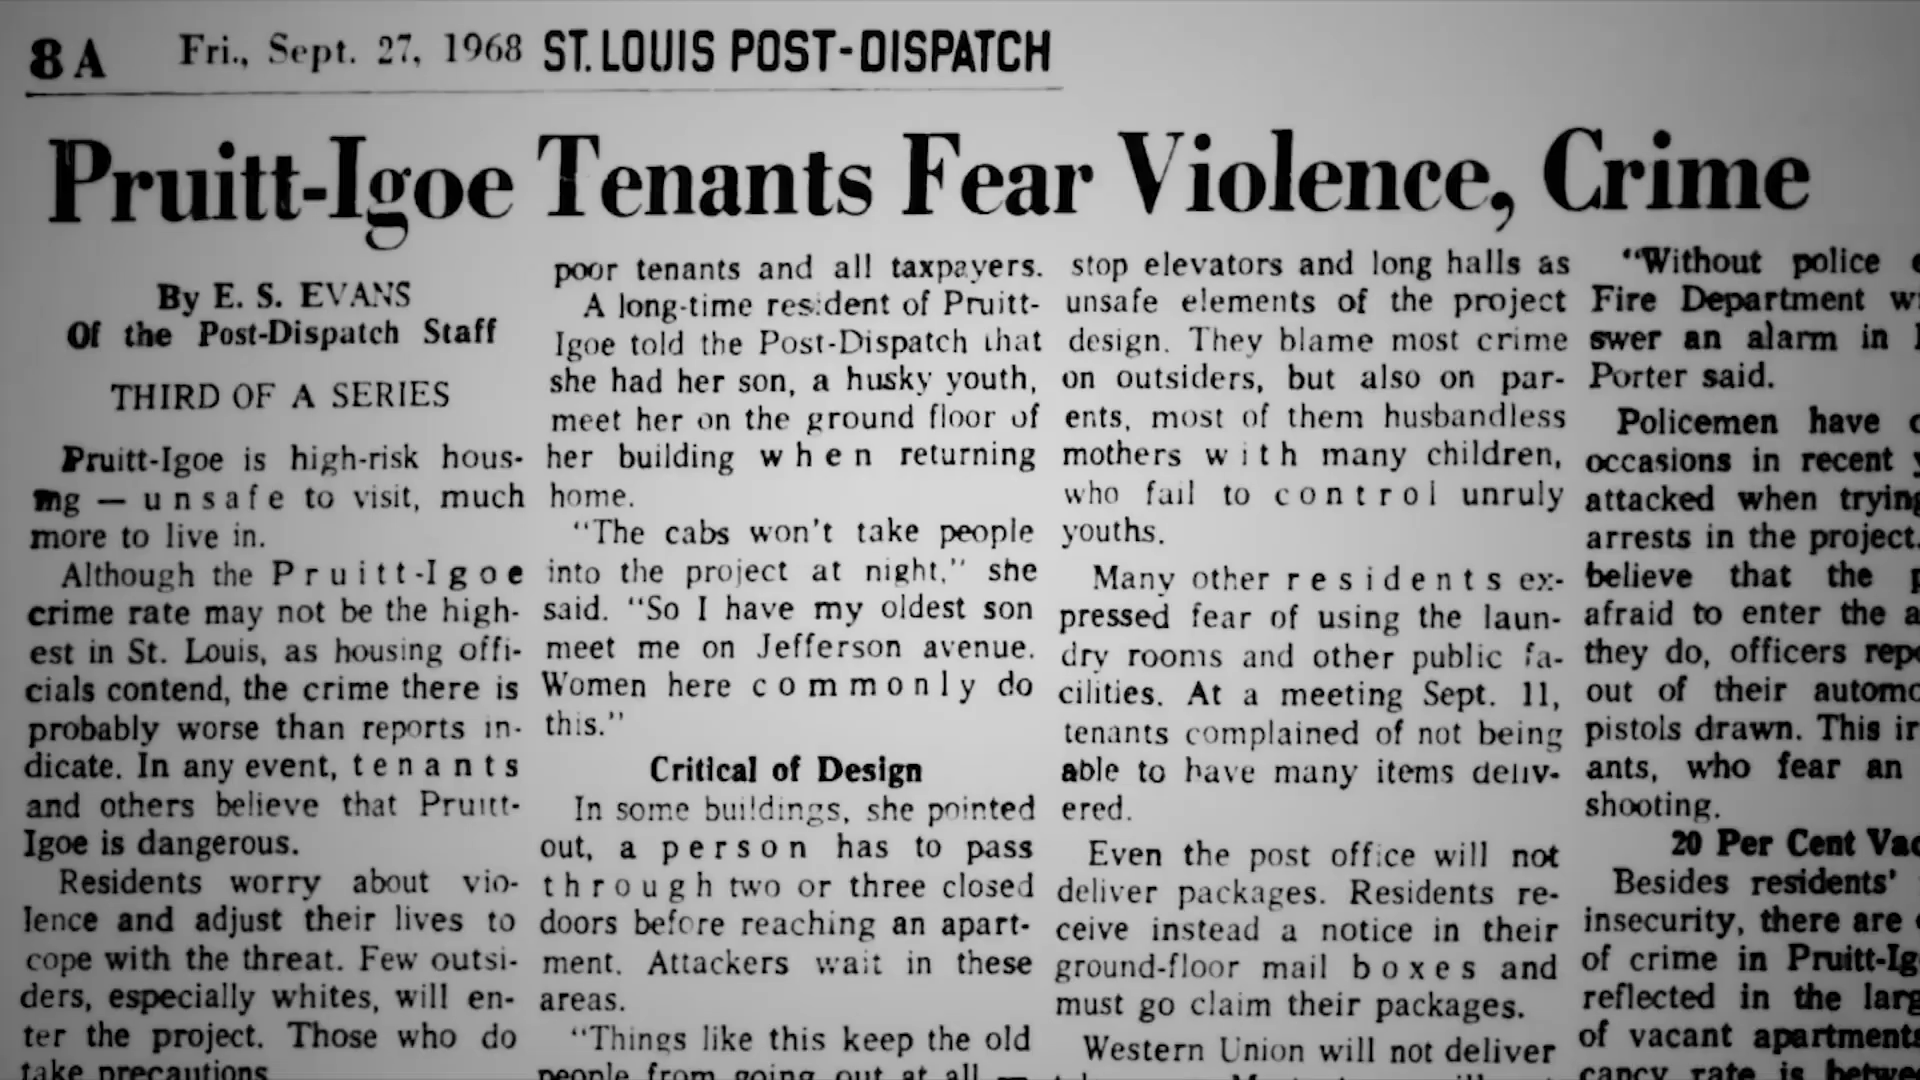 8A Fri., Sept. 27, 1968 ST. LOUIS POST-DISPATCH
Pruitt-Igoe Tenants Fear Violence, Crime
By E. S. EVANS
Of the Post-Dispatch Staff
THIRD OF A SERIES
Pruitt-Igoe is high-risk hous-
ing — unsafe to visit, much
more to live in.
Although the Pruitt-Igoe
crime rate may not be the high-
est in St. Louis, as housing offi-
cials contend, the crime there is
probably worse than reports in-
dicate. In any event, tenants
and others believe that Pruitt-
Igoe is dangerous.
Residents worry about vio-
lence and adjust their lives to
cope with the threat. Few outsi-
ders, especially whites, will en-
ter the project. Those who do
take precautions
poor tenants and all taxpayers.
A long-time resident of Pruitt-
Igoe told the Post-Dispatch that
she had her son, a husky youth,
meet her on the ground floor of
her building when returning
home.
"The cabs won't take people
into the project at night," she
said. "So I have my oldest son
meet me on Jefferson avenue.
Women here commonly do
this."
Critical of Design
In some buildings, she pointed
out, a person has to pass
through two or three closed
doors before reaching an apart-
ment. Attackers wait in these
areas.
"Things like this keep the old
people from going out at all —
stop elevators and long halls as
unsafe elements of the project
design. They blame most crime
on outsiders, but also on par-
ents, most of them husbandless
mothers with many children,
who fail to control unruly
youths.
Many other residents ex-
pressed fear of using the laun-
dry rooms and other public fa-
cilities. At a meeting Sept. 11,
tenants complained of not being
able to have many items deliv-
ered.
Even the post office will not
deliver packages. Residents re-
ceive instead a notice in their
ground-floor mail boxes and
must go claim their packages.
Western Union will not deliver
"Without police
Fire Department
swer an alarm in
Porter said.
Policemen have
occasions in recent
attacked when trying
arrests in the project.
believe that the
afraid to enter the
they do, officers
out of their
pistols drawn. This
ants, who fear an
shooting.
20 Per Cent
Besides residents'
insecurity, there are
of crime in
reflected in the
of vacant apartments
cancy rate is